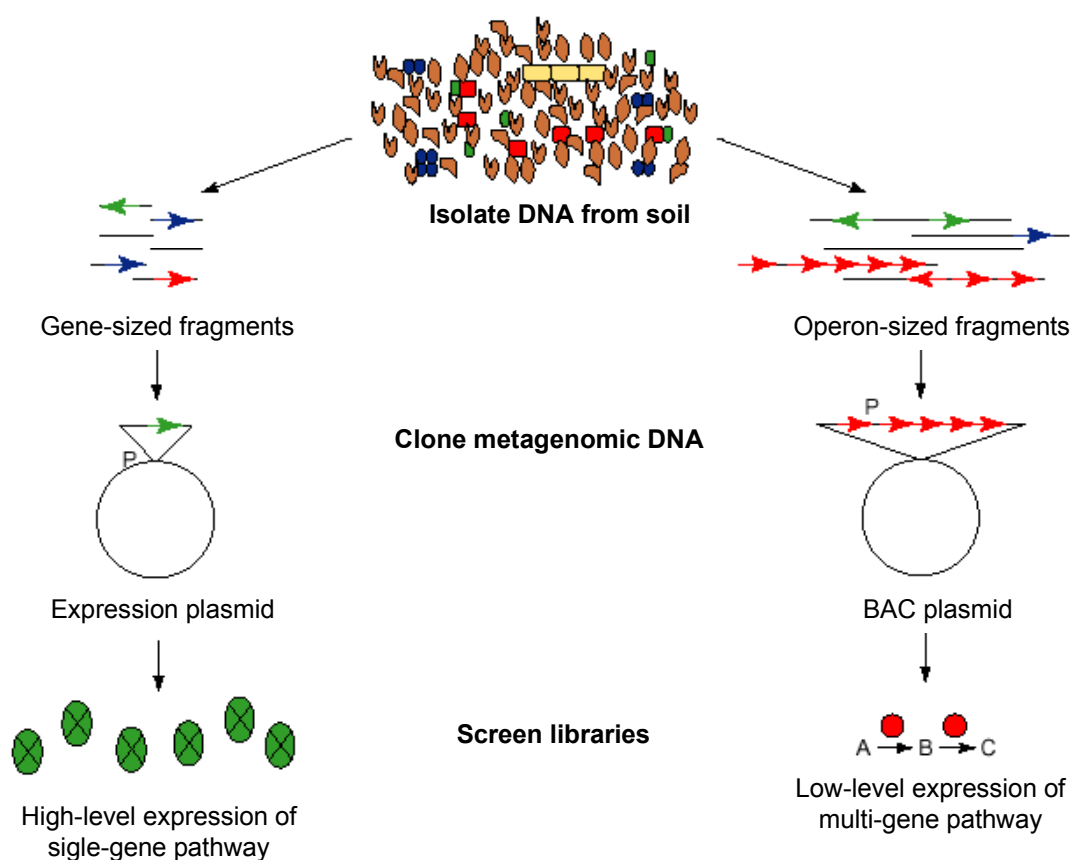 Isolate DNA from soil
Gene-sized fragments
Operon-sized fragments
P
P
Clone metagenomic DNA
Expression plasmid
BAC plasmid
Screen libraries
A B C
High-level expression of
sigle-gene pathway
Low-level expression of
multi-gene pathway